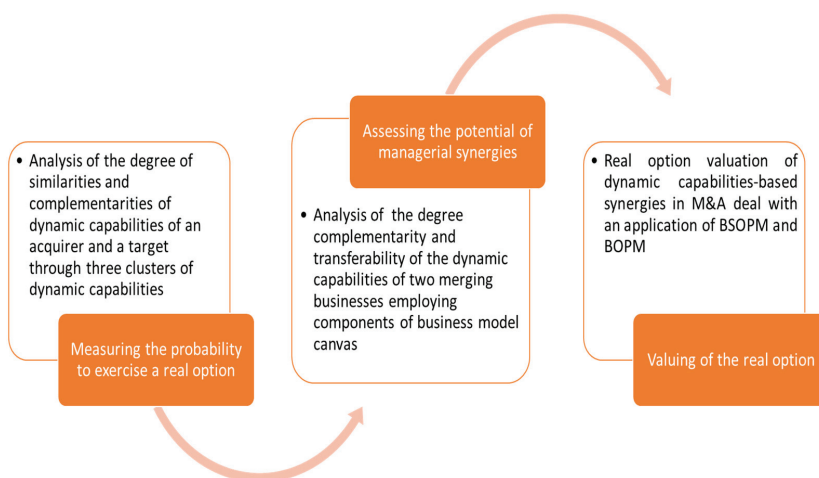 • Analysis of the degree of
similarities and
complementarities of
dynamic capabilities of an
acquirer and a target
through three clusters of
dynamic capabilities
Measuring the probability
to exercise a real option
Assessing the potential of
managerial synergies
• Analysis of the degree
complementarity and
transferability of the dynamic
capabilities of two merging
businesses employing
components of business model
canvas
• Real option valuation of
dynamic capabilities-based
synergies in M&A deal with
an application of BSOPM and
BOPM
Valuing of the real option